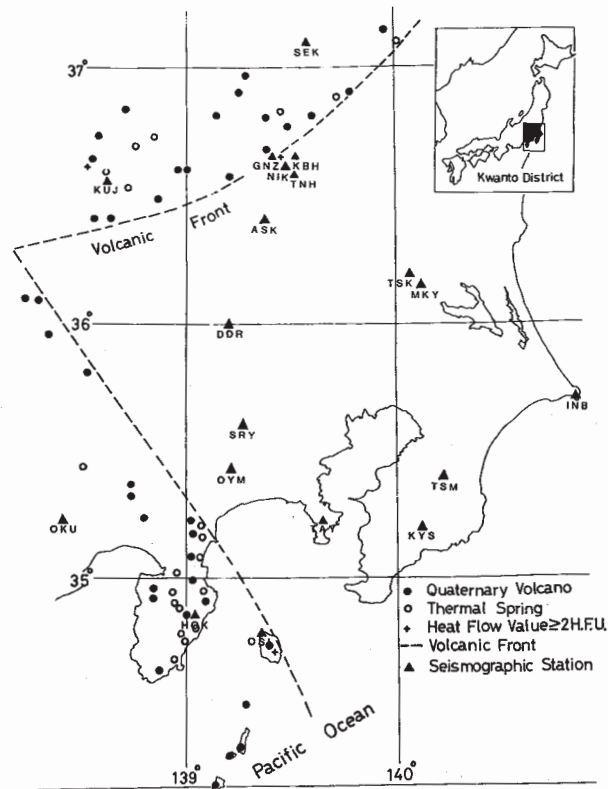 SEK
37°
GNZ
KBH
NIK
TNH
KUJ
Volcanic Front
ASK
TSK
MKY
36°
DDR
INB
SRY
OYM
TSM
OKU
TAY
KYS
35°
139°
140°
Pacific Ocean
Kwanto District
Quaternary Volcano
Thermal Spring
Heat Flow Value≥2H.F.U.
Volcanic Front
Seismographic Station